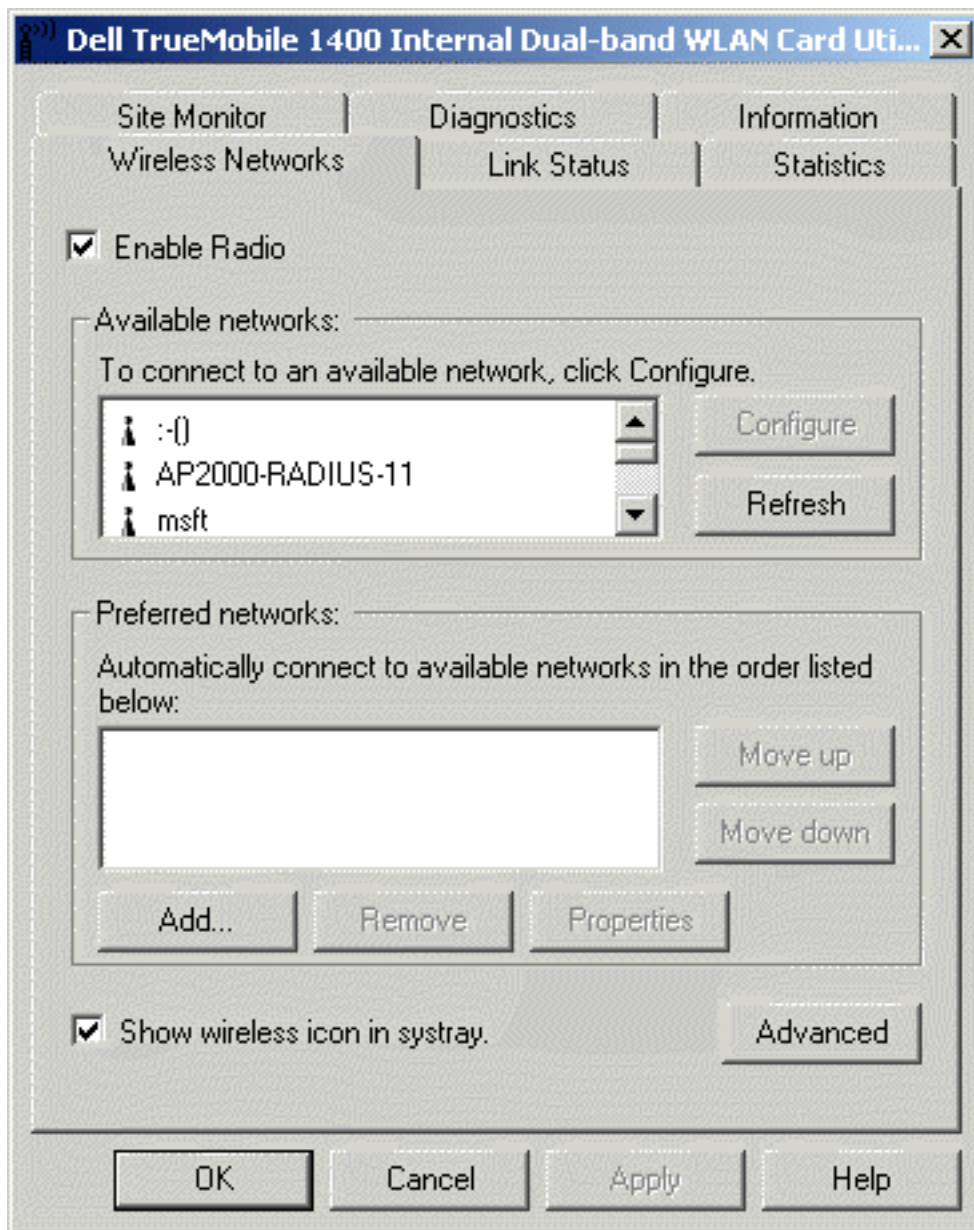 Dell TrueMobile 1400 Internal Dual-band WLAN Card Uti...
Site Monitor
Diagnostics
Information
Wireless Networks
Link Status
Statistics
Enable Radio
Available networks:
To connect to an available network, click Configure.
:-()
AP2000-RADIUS-11
msft
Configure
Refresh
Preferred networks:
Automatically connect to available networks in the order listed
below:
Move up
Move down
Add...
Remove
Properties
Show wireless icon in systray.
Advanced
OK
Cancel
Apply
Help